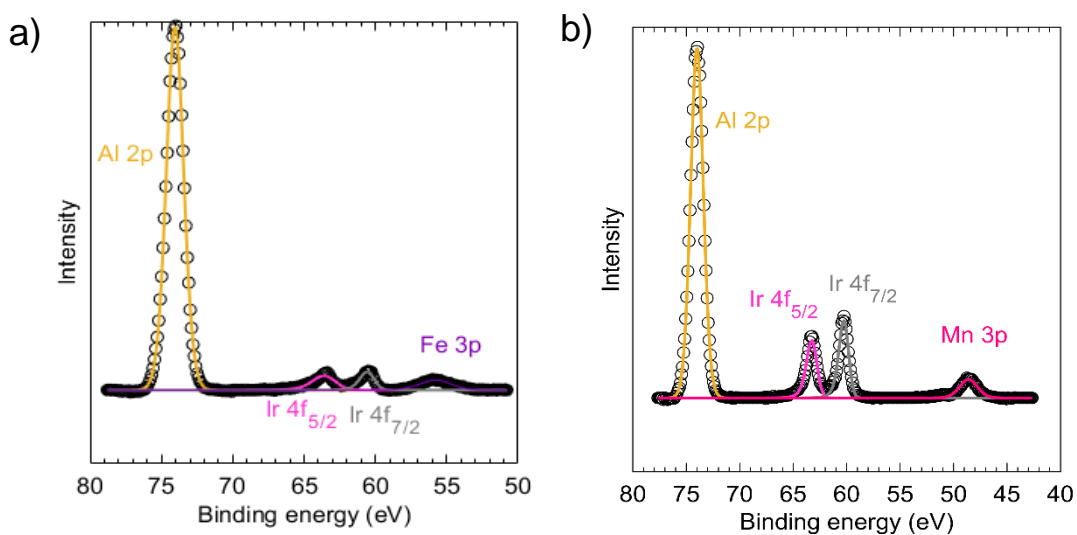 a)
Intensity
Al 2p
Ir 4f5/2
Ir 4f7/2
Fe 3p
80 75 70 65 60 55 50
Binding energy (eV)
b)
Intensity
Al 2p
Ir 4f5/2
Ir 4f7/2
Mn 3p
80 75 70 65 60 55 50 45 40
Binding energy (eV)